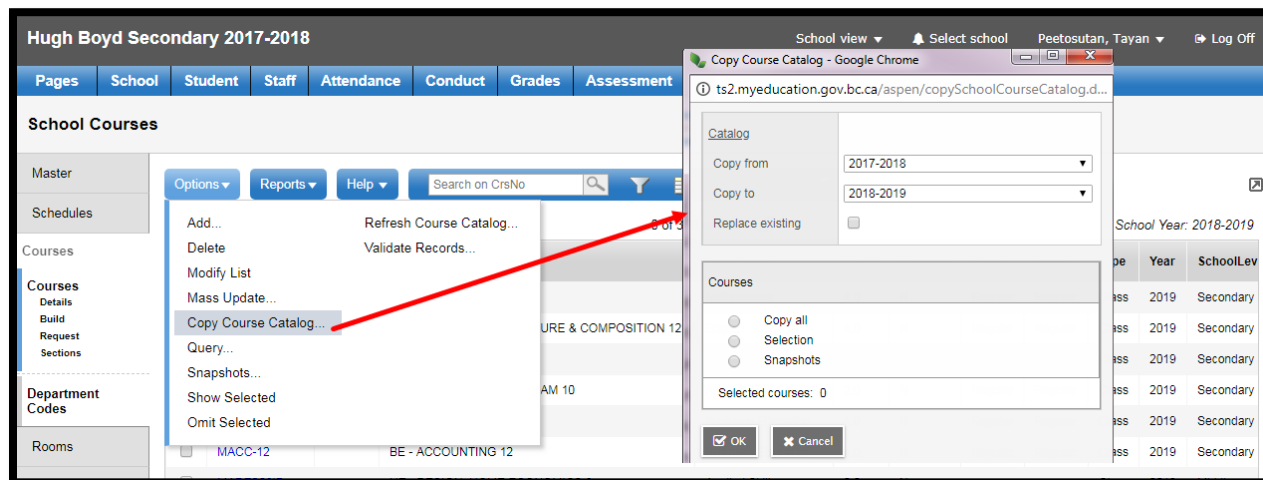 Hugh Boyd Secondary 2017-2018
School view ▼ Select school Peetosutan, Tayan ▼ Log Off
Pages School Student Staff Attendance Conduct Grades Assessment
School Courses
Master
Schedules
Courses
Courses
Details
Build
Request
Sections
Department
Codes
Rooms
Options ▼ Reports ▼ Help ▼ Search on CrsNo
School Year: 2018-2019
Add... Refresh Course Catalog...
Delete Validate Records...
Modify List
Mass Update...
Copy Course Catalog...
Query...
Snapshots...
Show Selected
Omit Selected
Year SchoolLev
2019 Secondary
URE & COMPOSITION 12 ass 2019 Secondary
ass 2019 Secondary
AM 10 ass 2019 Secondary
ass 2019 Secondary
MACC-12 BE - ACCOUNTING 12 ass 2019 Secondary
Copy Course Catalog - Google Chrome
ts2.myeducation.gov.bc.ca/aspen/copySchoolCourseCatalog.d...
Catalog
Copy from 2017-2018
Copy to 2018-2019
Replace existing
Courses
Copy all
Selection
Snapshots
Selected courses: 0
OK Cancel